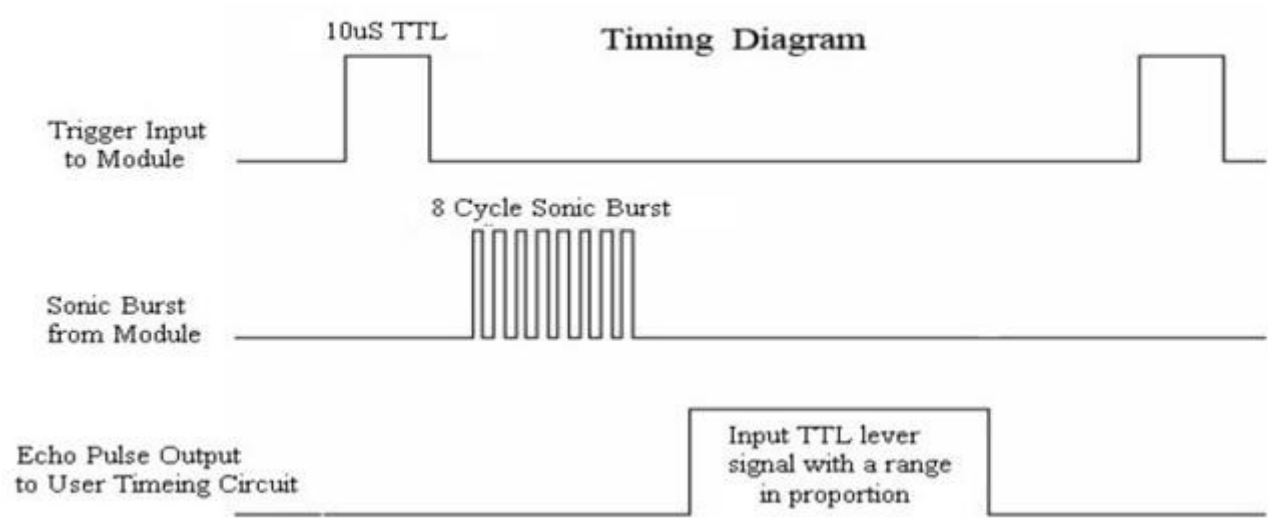 10uS TTL
Timing Diagram
Trigger Input
to Module
8 Cycle Sonic Burst
Sonic Burst
from Module
Echo Pulse Output
to User Timeing Circuit
Input TTL lever
signal with a range
in proportion